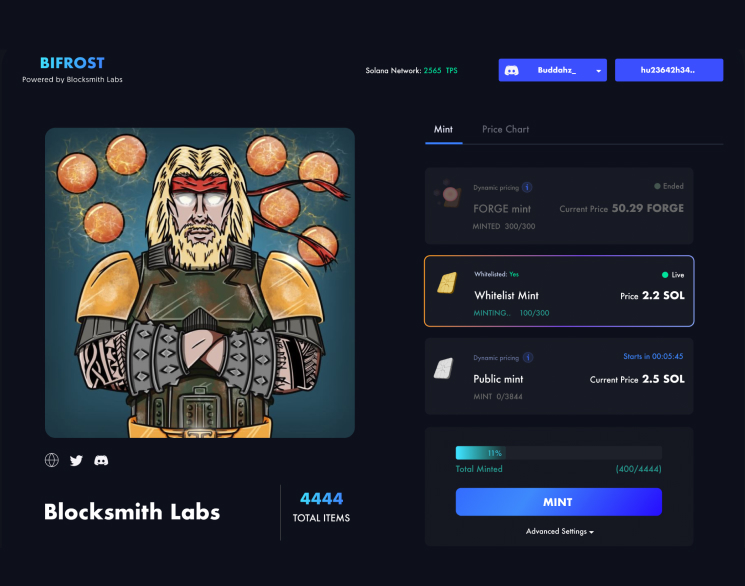 BIFROST
Powered by Blocksmith Labs
Solana Network: 2565 TPS
Buddahz_
hu23642h34..
Mint
Price Chart
Dynamic pricing i
Ended
FORGE mint
Current Price 50.29 FORGE
MINTED 300/300
Whitelisted: Yes
Live
Whitelist Mint
Price 2.2 SOL
MINTING.. 100/300
Dynamic pricing i
Starts in 00:05:45
Public mint
Current Price 2.5 SOL
MINT 0/3844
11%
Total Minted
(400/4444)
MINT
Advanced Settings
Blocksmith Labs
4444
TOTAL ITEMS